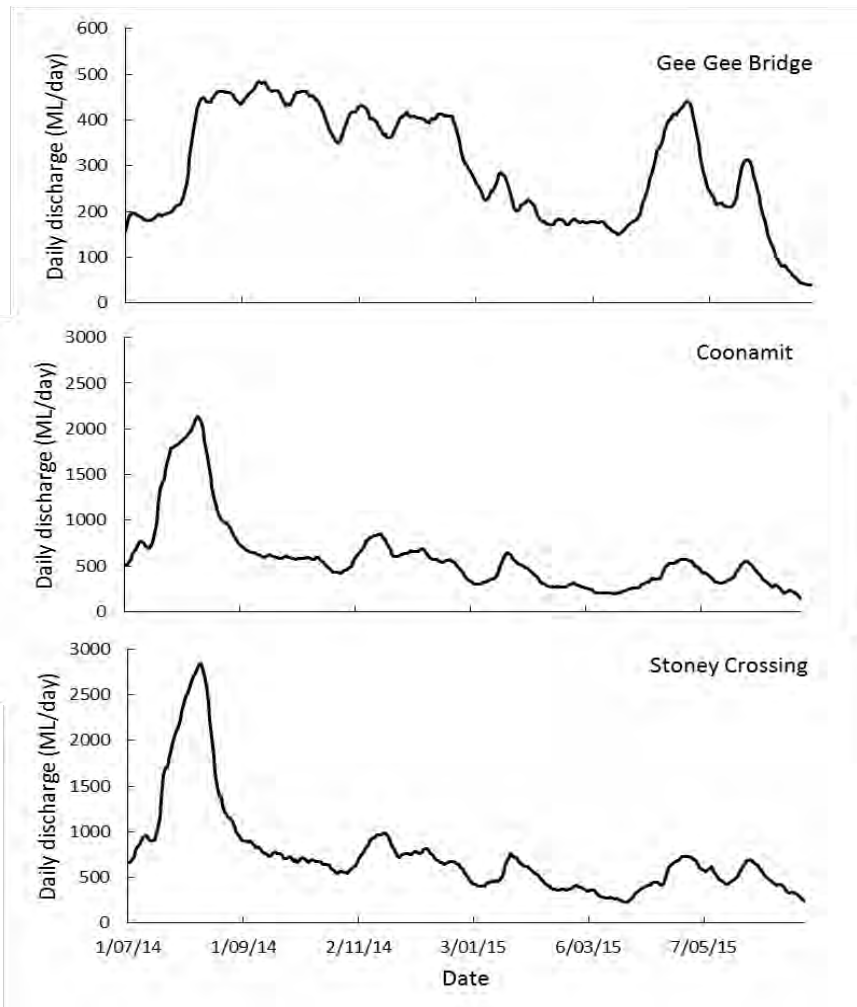 Gee Gee Bridge
Daily discharge (ML/day)
600
500
400
300
200
100
0
Coonamit
Daily discharge (ML/day)
3000
2500
2000
1500
1000
500
0
Stoney Crossing
Daily discharge (ML/day)
3000
2500
2000
1500
1000
500
0
1/07/14 1/09/14 2/11/14 3/01/15 6/03/15 7/05/15
Date